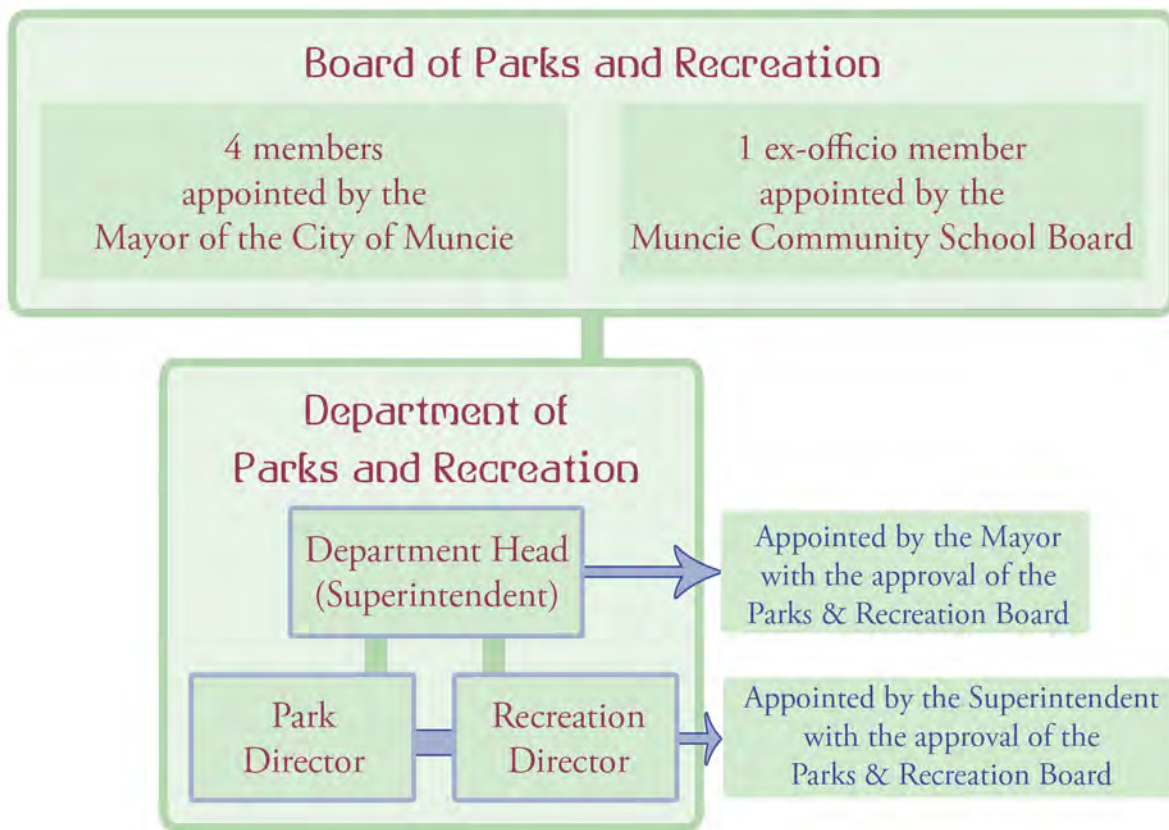 Board of Parks and Recreation
4 members
appointed by the
Mayor of the City of Muncie
1 ex-officio member
appointed by the
Muncie Community School Board
Department of
Parks and Recreation
Department Head
(Superintendent)
Appointed by the Mayor
with the approval of the
Parks & Recreation Board
Park
Director
Recreation
Director
Appointed by the Superintendent
with the approval of the
Parks & Recreation Board